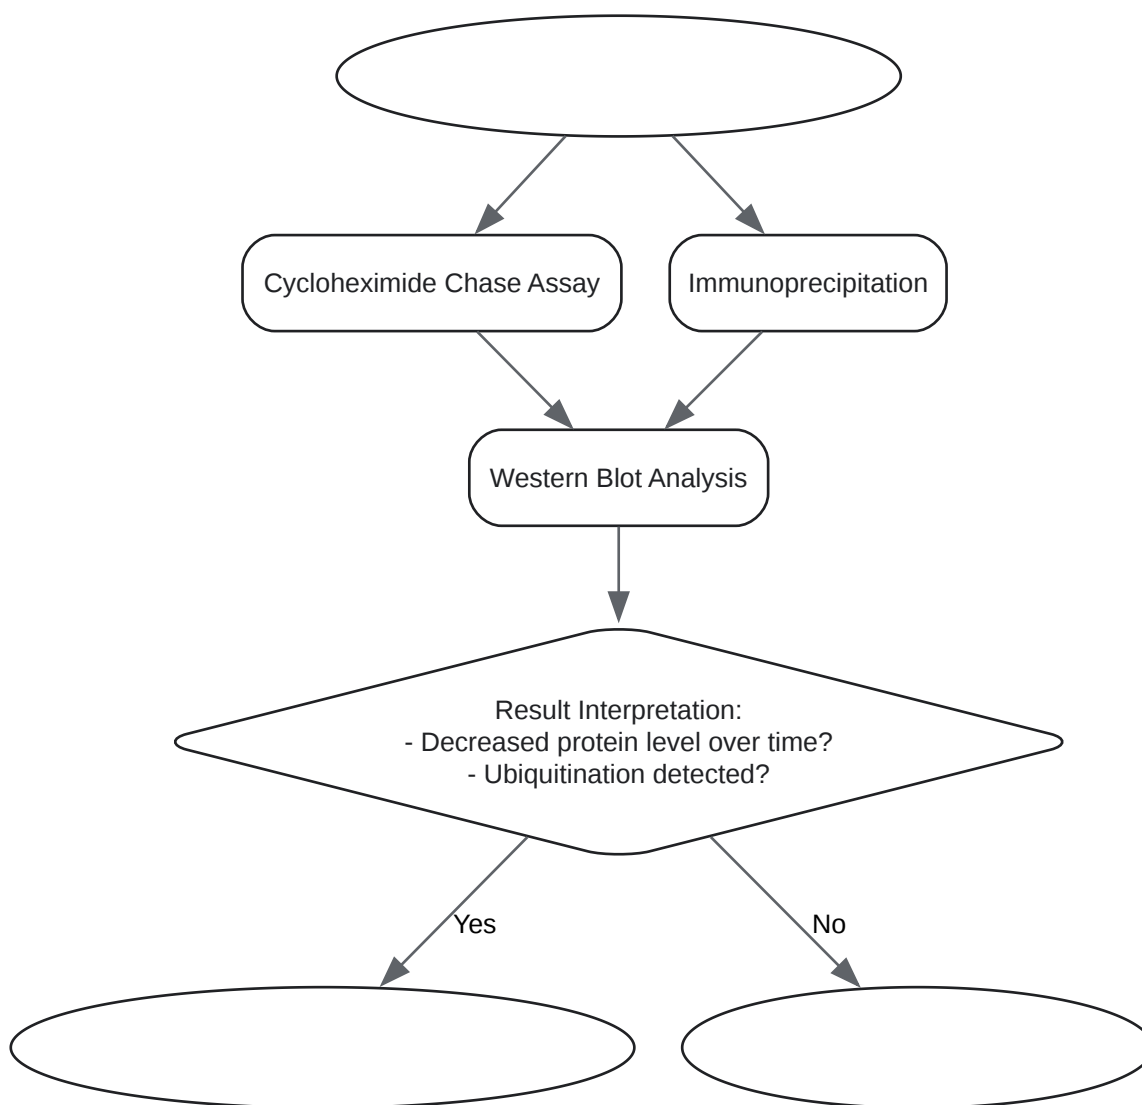 Cycloheximide Chase Assay
Immunoprecipitation
Western Blot Analysis
Result Interpretation:
- Decreased protein level over time?
- Ubiquitination detected?
Yes
No